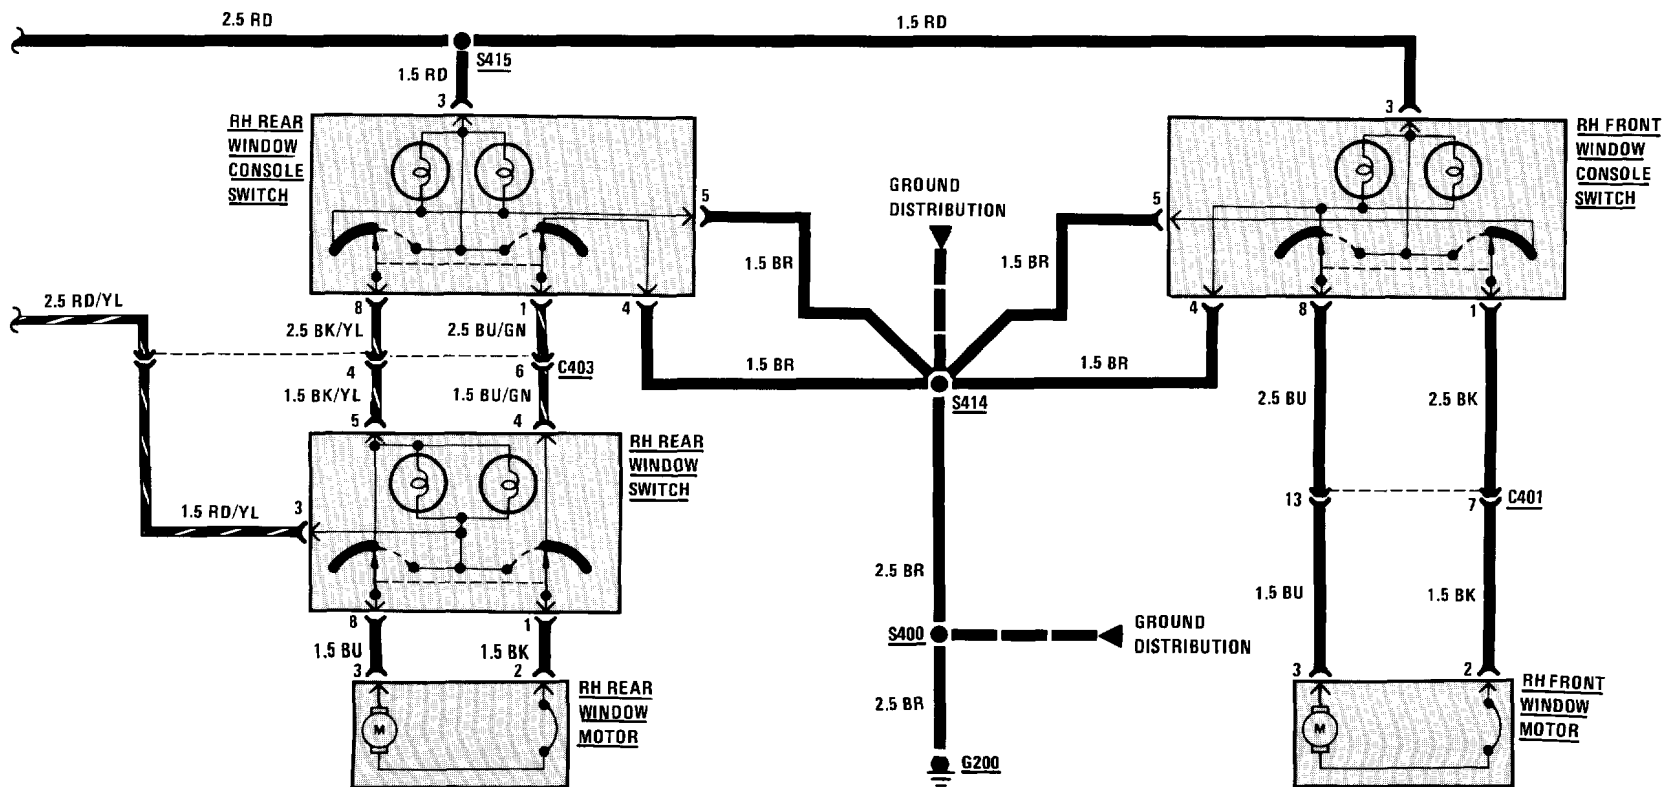 2.5 RD
1.5 RD
S415
1.5 RD
3
3
RH REAR
WINDOW
CONSOLE
SWITCH
RH FRONT
WINDOW
CONSOLE
SWITCH
5
GROUND
DISTRIBUTION
5
1.5 BR
1.5 BR
2.5 RD/YL
8
1
4
4
8
1
2.5 BK/YL
2.5 BU/GN
4
6
C403
1.5 BR
1.5 BR
1.5 BK/YL
1.5 BU/GN
S414
2.5 BU
2.5 BK
5
4
RH REAR
WINDOW
SWITCH
1.5 RD/YL
3
13
7
C401
2.5 BR
1.5 BU
1.5 BK
8
1
S400
GROUND
DISTRIBUTION
1.5 BU
1.5 BK
3
2
3
2
RH REAR
WINDOW
MOTOR
M
2.5 BR
RH FRONT
WINDOW
MOTOR
M
G200